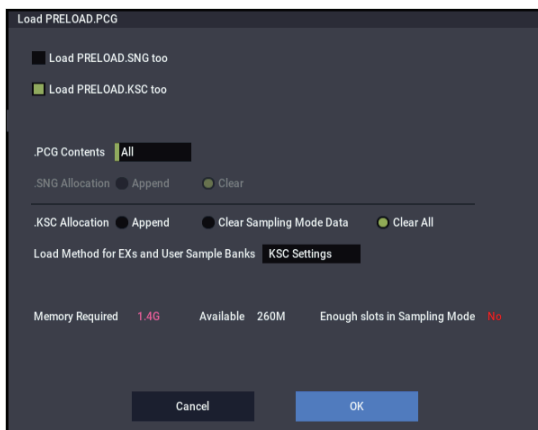 Load PRELOAD.PCG
Load PRELOAD.SNG too
Load PRELOAD.KSC too
.PCG Contents All
.SNG Allocation Append Clear
.KSC Allocation Append Clear Sampling Mode Data Clear All
Load Method for EXs and User Sample Banks KSC Settings
Memory Required 1.4G Available 260M Enough slots in Sampling Mode No
Cancel OK